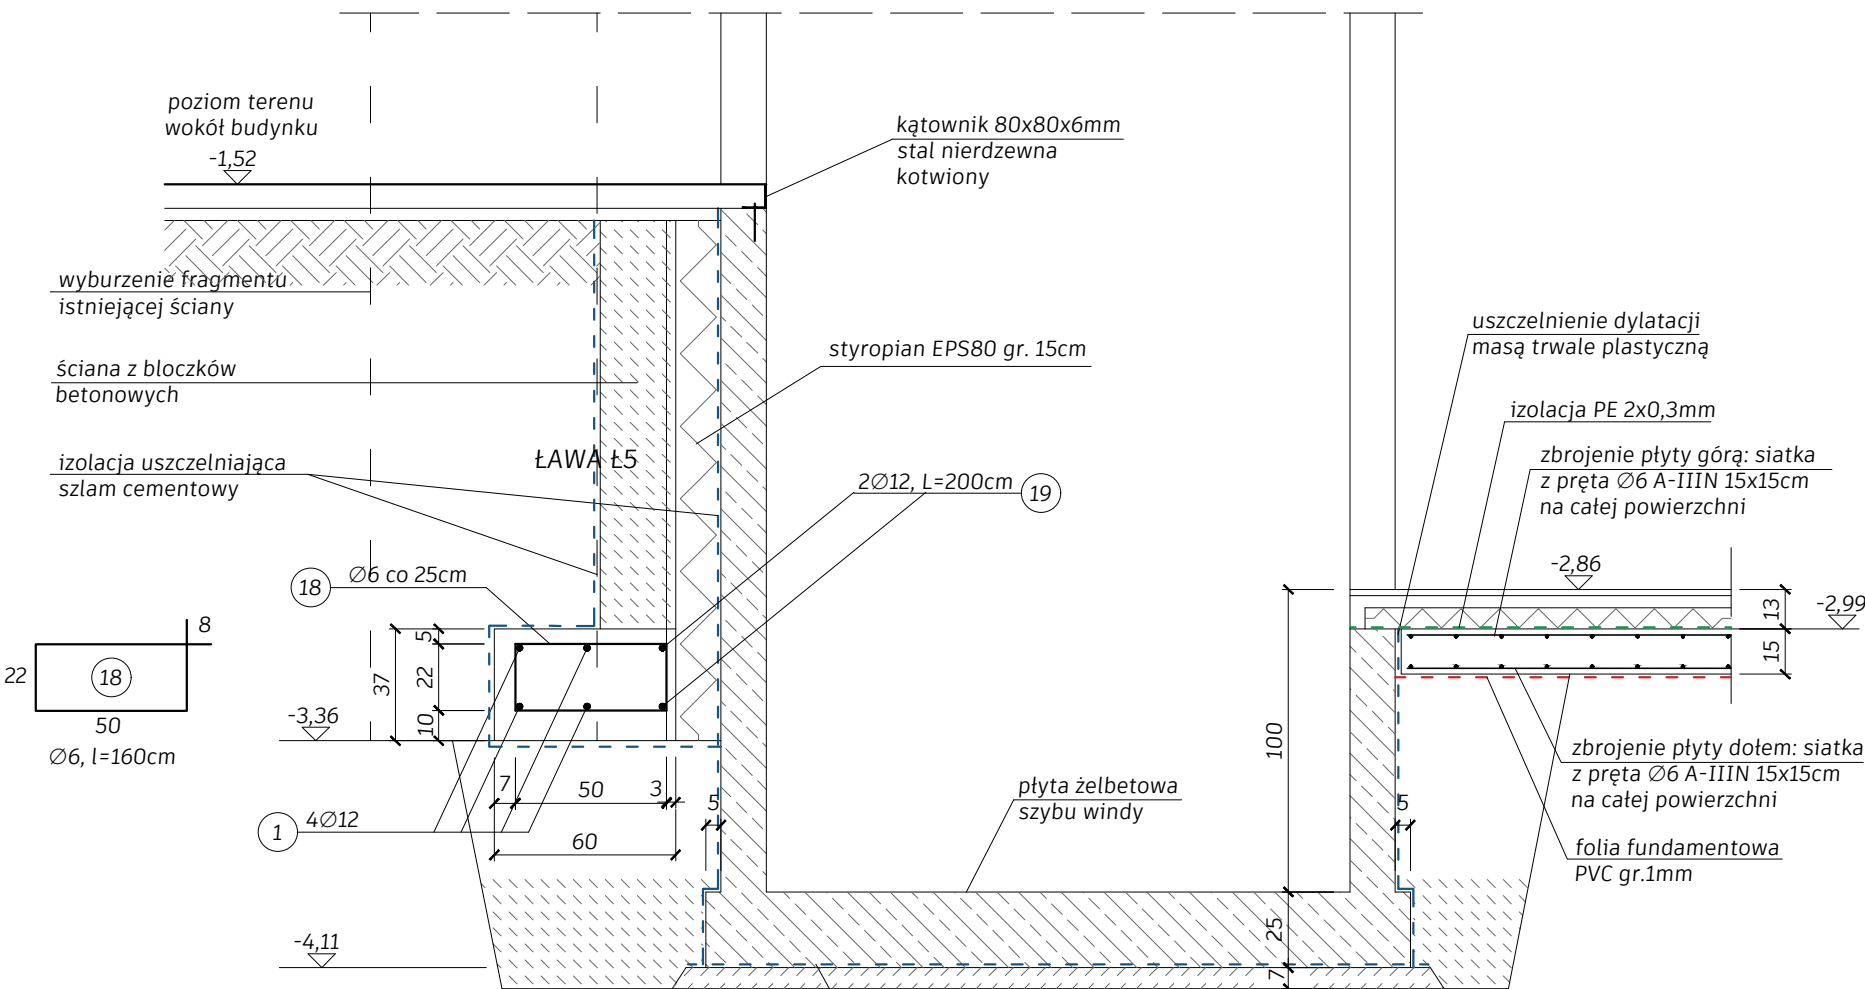 poziom terenu
wokół budynku
-1,52
kątownik 80x80x6mm
stal nierdzewna
kotwiony
wyburzenie fragmentu
istniejącej ściany
uszczelnienie dylatacji
masą trwale plastyczną
styropian EPS80 gr. 15cm
ściana z bloczków
betonowych
izolacja PE 2x0,3mm
ŁAWA Ł5
izolacja uszczelniająca
szlam cementowy
zbrojenie płyty górą: siatka
z pręta ∅6 A-IIIN 15x15cm
na całej powierzchni
2∅12, L=200cm
19
18
∅6 co 25cm
-2,86
13
-2,99
15
8
22
18
50
∅6, l=160cm
5
22
37
10
-3,36
7
50
3
5
60
1
4∅12
100
płyta żelbetowa
szybu windy
zbrojenie płyty dołem: siatka
z pręta ∅6 A-IIIN 15x15cm
na całej powierzchni
5
folia fundamentowa
PVC gr.1mm
25
-4,11
7